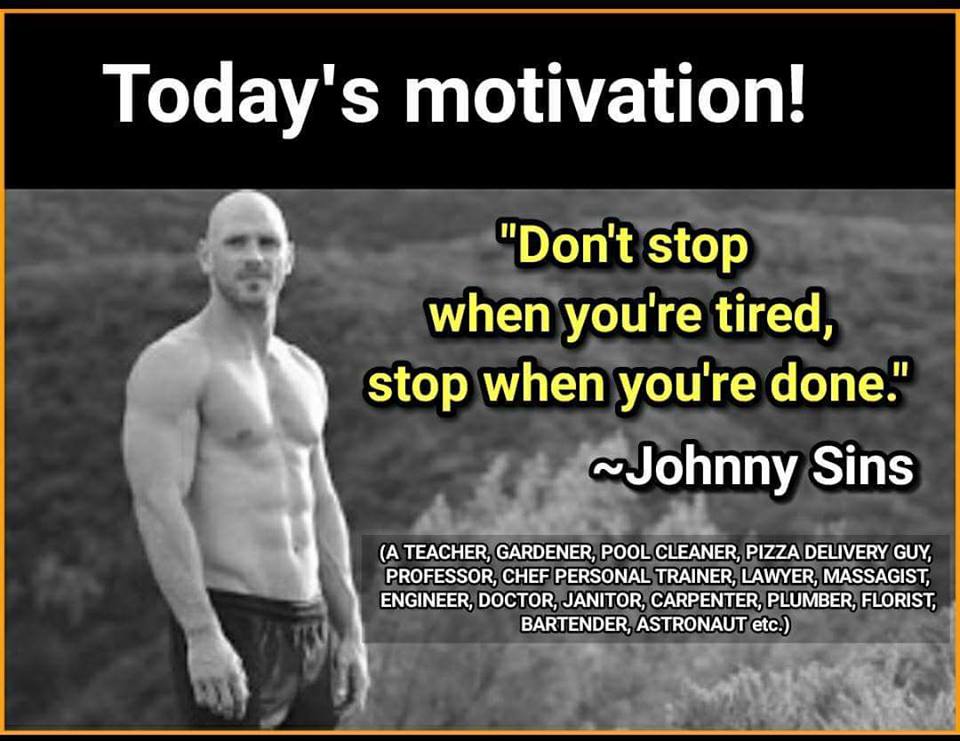 Today's motivation!
"Don't stop
when you're tired,
stop when you're done."
~Johnny Sins
(A TEACHER, GARDENER, POOL CLEANER, PIZZA DELIVERY GUY,
PROFESSOR, CHEF PERSONAL TRAINER, LAWYER, MASSAGIST,
ENGINEER, DOCTOR, JANITOR, CARPENTER, PLUMBER, FLORIST,
BARTENDER, ASTRONAUT etc.)